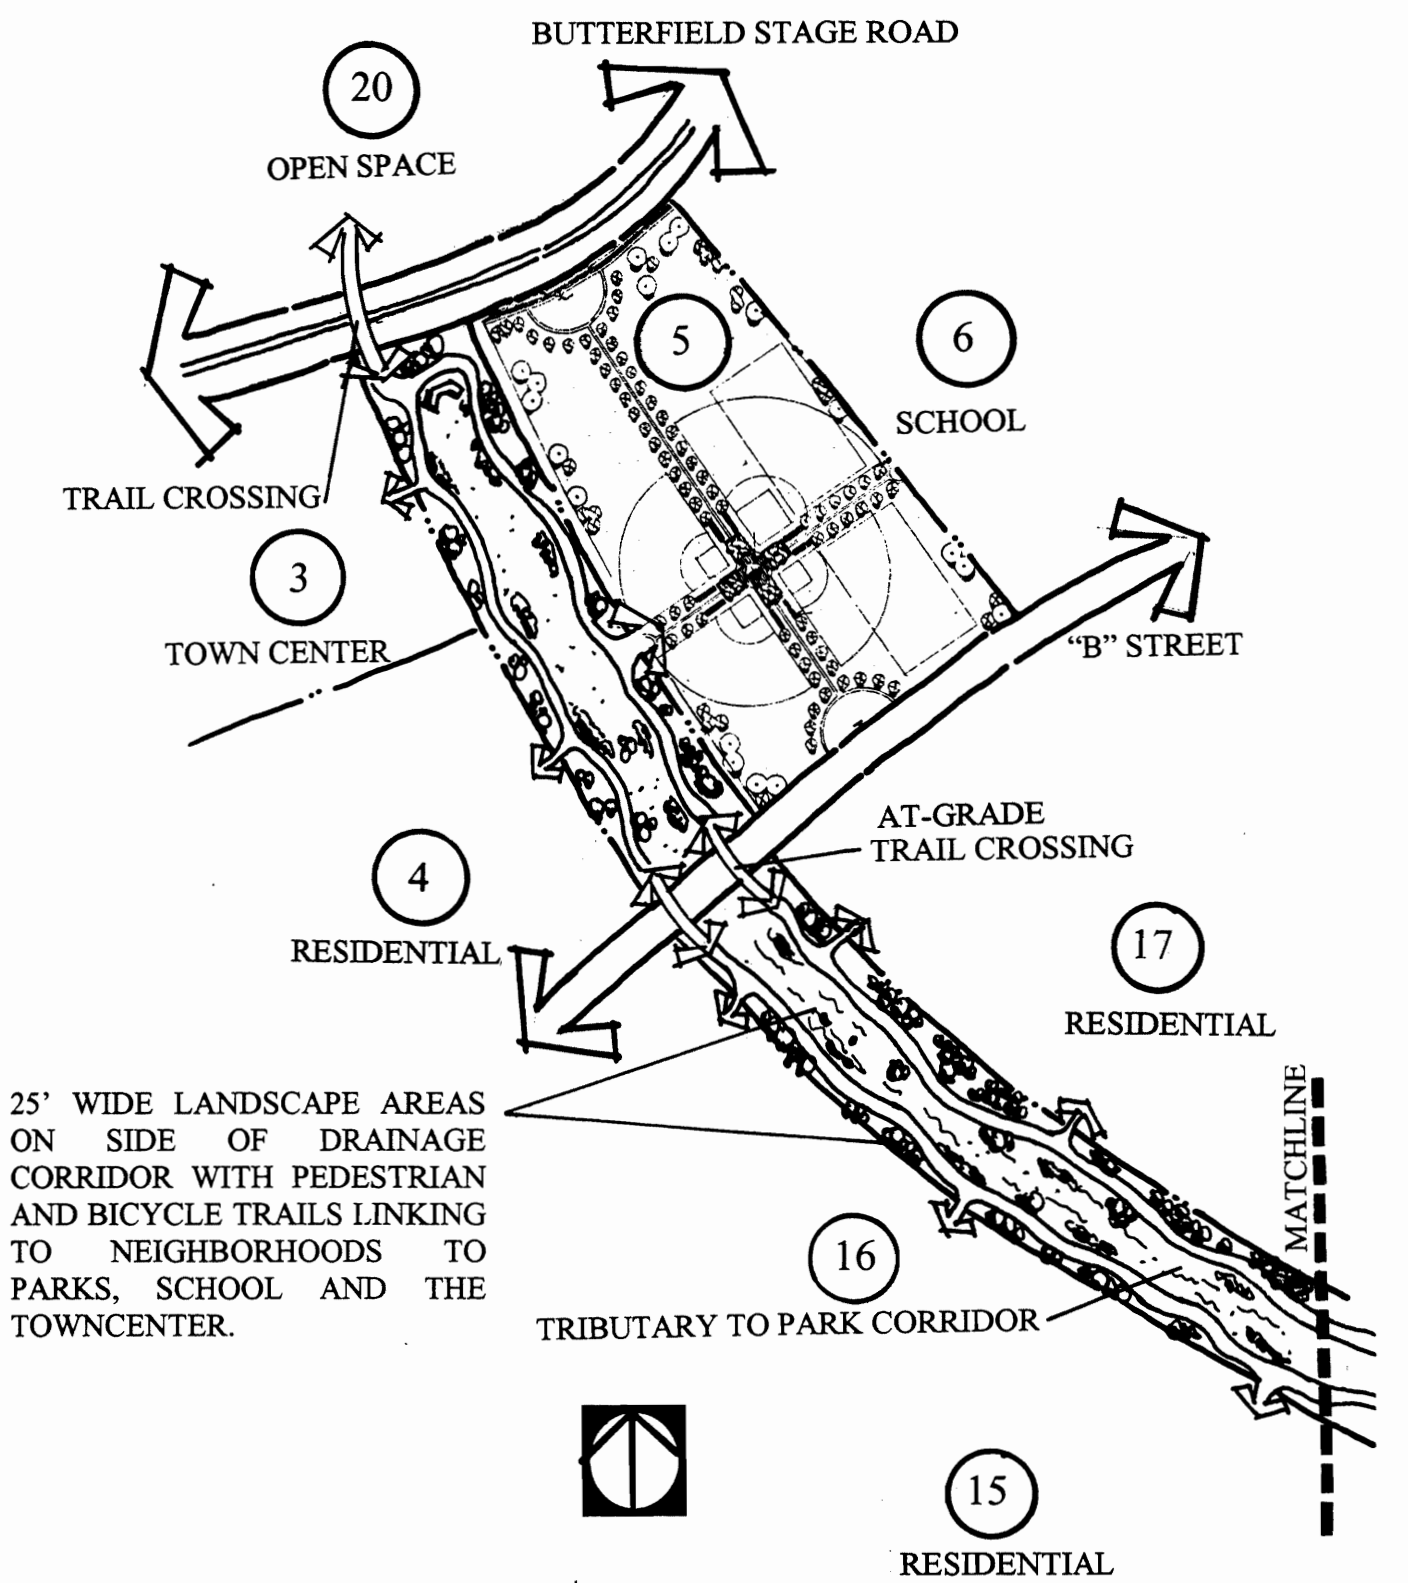 BUTTERFIELD STAGE ROAD
20
OPEN SPACE
5
6
SCHOOL
TRAIL CROSSING
3
TOWN CENTER
"B" STREET
AT-GRADE
TRAIL CROSSING
4
RESIDENTIAL
17
RESIDENTIAL
25' WIDE LANDSCAPE AREAS
ON SIDE OF DRAINAGE
CORRIDOR WITH PEDESTRIAN
AND BICYCLE TRAILS LINKING
TO NEIGHBORHOODS TO
PARKS, SCHOOL AND THE
TOWNCENTER.
MATCHLINE
16
TRIBUTARY TO PARK CORRIDOR
15
RESIDENTIAL